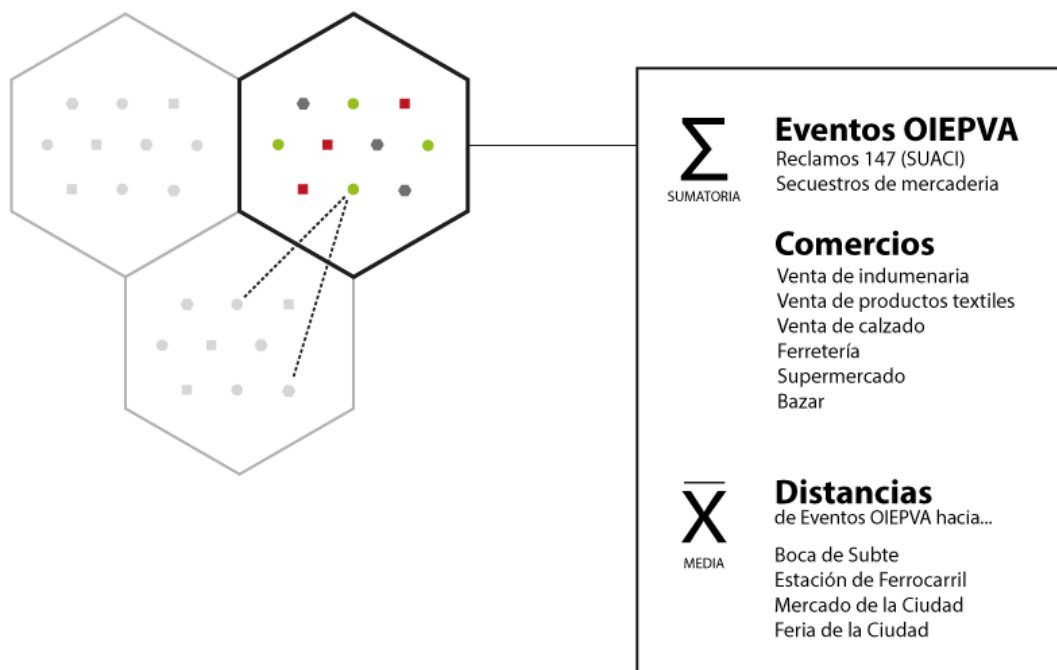 Σ
SUMATORIA
Eventos OIEPVA
Reclamos 147 (SUACI)
Secuestros de mercaderia
Comercios
Venta de indumenaria
Venta de productos textiles
Venta de calzado
Ferretería
Supermercado
Bazar
X̅
MEDIA
Distancias
de Eventos OIEPVA hacia...
Boca de Subte
Estación de Ferrocarril
Mercado de la Ciudad
Feria de la Ciudad